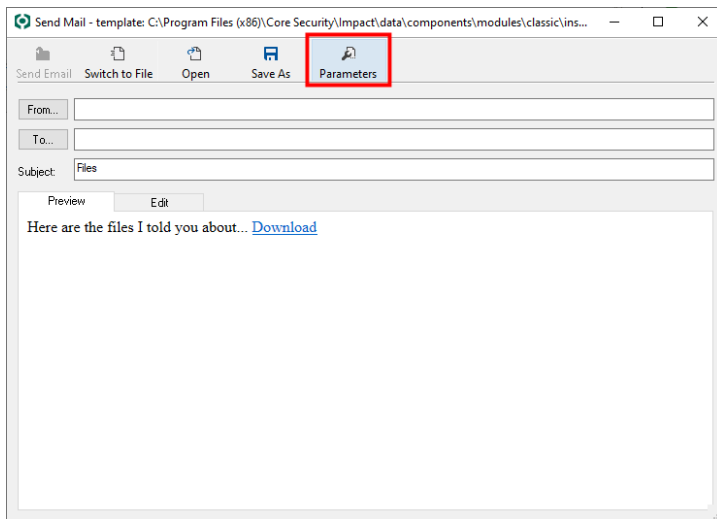 Send Mail - template: C:\Program Files (x86)\Core Security\Impact\data\components\modules\classic\ins...
Send Email Switch to File Open Save As Parameters
From...
To...
Subject: Files
Preview Edit
Here are the files I told you about... Download